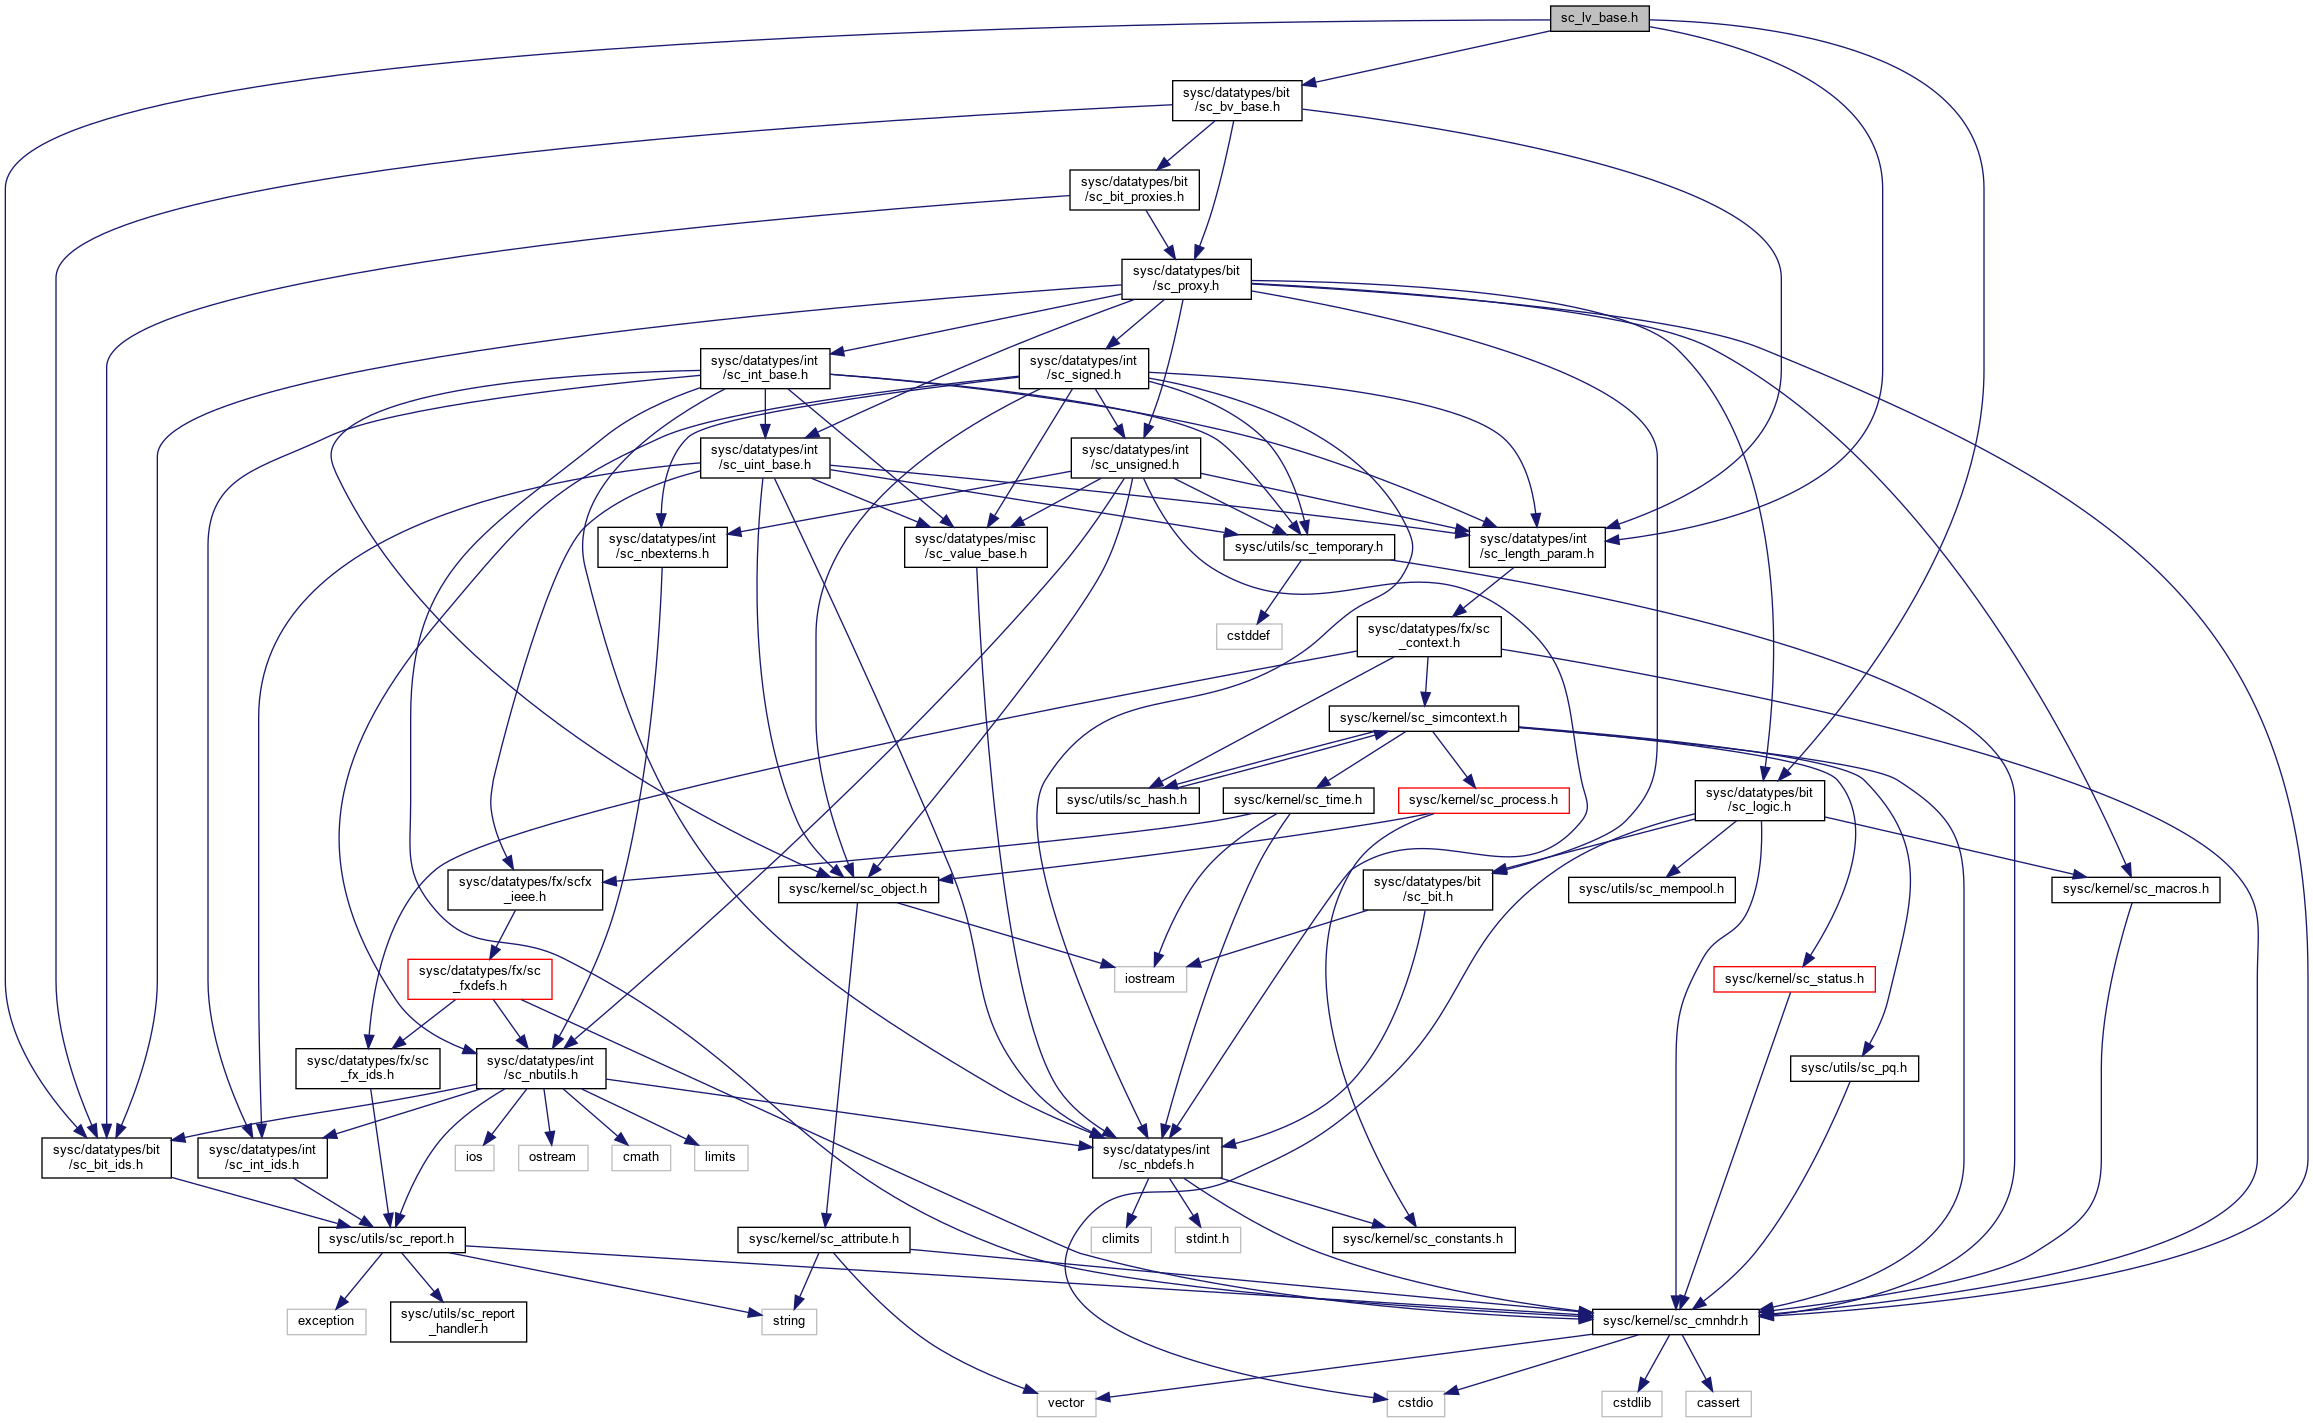 sc_lv_base.h
sysc/datatypes/bit
/sc_bv_base.h
sysc/datatypes/bit
/sc_bit_proxies.h
sysc/datatypes/bit
/sc_proxy.h
sysc/datatypes/int
/sc_int_base.h
sysc/datatypes/int
/sc_signed.h
sysc/datatypes/int
/sc_uint_base.h
sysc/datatypes/int
/sc_unsigned.h
sysc/datatypes/int
/sc_nbexterns.h
sysc/datatypes/misc
/sc_value_base.h
sysc/utils/sc_temporary.h
sysc/datatypes/int
/sc_length_param.h
cstddef
sysc/datatypes/fx/sc
_context.h
sysc/kernel/sc_simcontext.h
sysc/utils/sc_hash.h
sysc/kernel/sc_time.h
sysc/kernel/sc_process.h
sysc/datatypes/bit
/sc_logic.h
sysc/datatypes/fx/scfx
_ieee.h
sysc/kernel/sc_object.h
sysc/datatypes/bit
/sc_bit.h
sysc/utils/sc_mempool.h
sysc/kernel/sc_macros.h
sysc/datatypes/fx/sc
_fxdefs.h
iostream
sysc/kernel/sc_status.h
sysc/datatypes/fx/sc
_fx_ids.h
sysc/datatypes/int
/sc_nbutils.h
sysc/utils/sc_pq.h
sysc/datatypes/bit
/sc_bit_ids.h
sysc/datatypes/int
/sc_int_ids.h
ios
ostream
cmath
limits
sysc/datatypes/int
/sc_nbdefs.h
sysc/utils/sc_report.h
sysc/kernel/sc_attribute.h
climits
stdint.h
sysc/kernel/sc_constants.h
exception
sysc/utils/sc_report
_handler.h
string
sysc/kernel/sc_cmnhdr.h
vector
cstdio
cstdlib
cassert